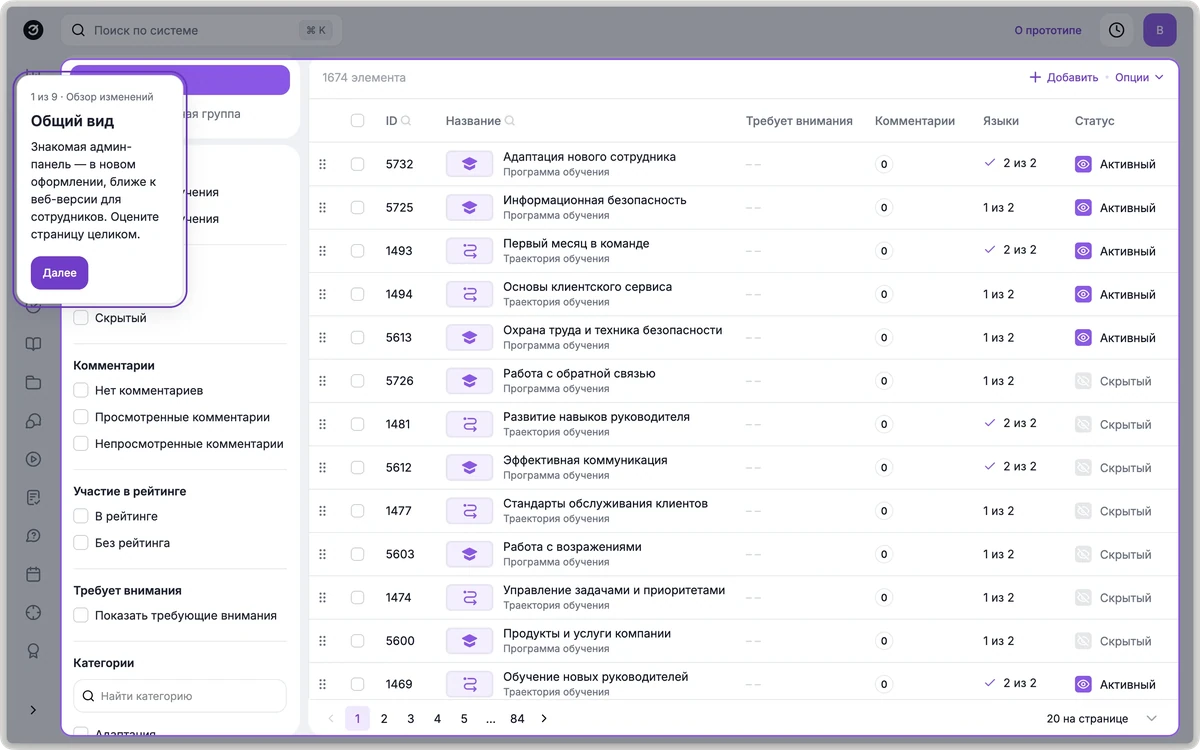 Поиск по системе
⌘ K
О прототипе
B
1 из 9 · Обзор изменений
Общий вид
Знакомая админ-
панель — в новом
оформлении, ближе к
веб-версии для
сотрудников. Оцените
страницу целиком.
Далее
группа
Скрытый
Комментарии
Нет комментариев
Просмотренные комментарии
Непросмотренные комментарии
Участие в рейтинге
В рейтинге
Без рейтинга
Требует внимания
Показать требующие внимания
Категории
Найти категорию
Адаптация
1674 элемента
Добавить
Опции
ID Название Требует внимания Комментарии Языки Статус
5732 Адаптация нового сотрудника -- 0 2 из 2 Активный
Программа обучения
5725 Информационная безопасность -- 0 1 из 2 Активный
Программа обучения
1493 Первый месяц в команде -- 0 2 из 2 Активный
Траектория обучения
1494 Основы клиентского сервиса -- 0 1 из 2 Активный
Траектория обучения
5613 Охрана труда и техника безопасности -- 0 1 из 2 Активный
Программа обучения
5726 Работа с обратной связью -- 0 1 из 2 Скрытый
Программа обучения
1481 Развитие навыков руководителя -- 0 2 из 2 Скрытый
Траектория обучения
5612 Эффективная коммуникация -- 0 2 из 2 Скрытый
Программа обучения
1477 Стандарты обслуживания клиентов -- 0 1 из 2 Скрытый
Траектория обучения
5603 Работа с возражениями -- 0 1 из 2 Скрытый
Программа обучения
1474 Управление задачами и приоритетами -- 0 1 из 2 Скрытый
Траектория обучения
5600 Продукты и услуги компании -- 0 1 из 2 Скрытый
Программа обучения
1469 Обучение новых руководителей -- 0 2 из 2 Активный
Траектория обучения
1 2 3 4 5 ... 84
20 на странице